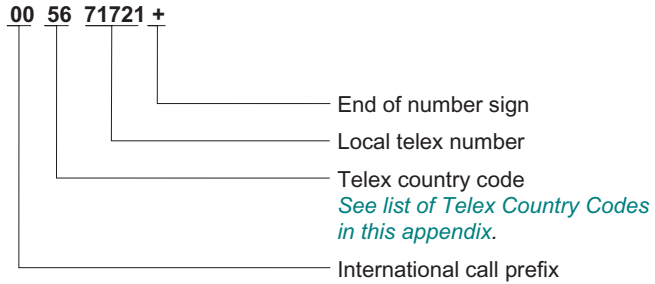 00 56 71721 +
End of number sign
Local telex number
Telex country code
See list of Telex Country Codes
in this appendix.
International call prefix